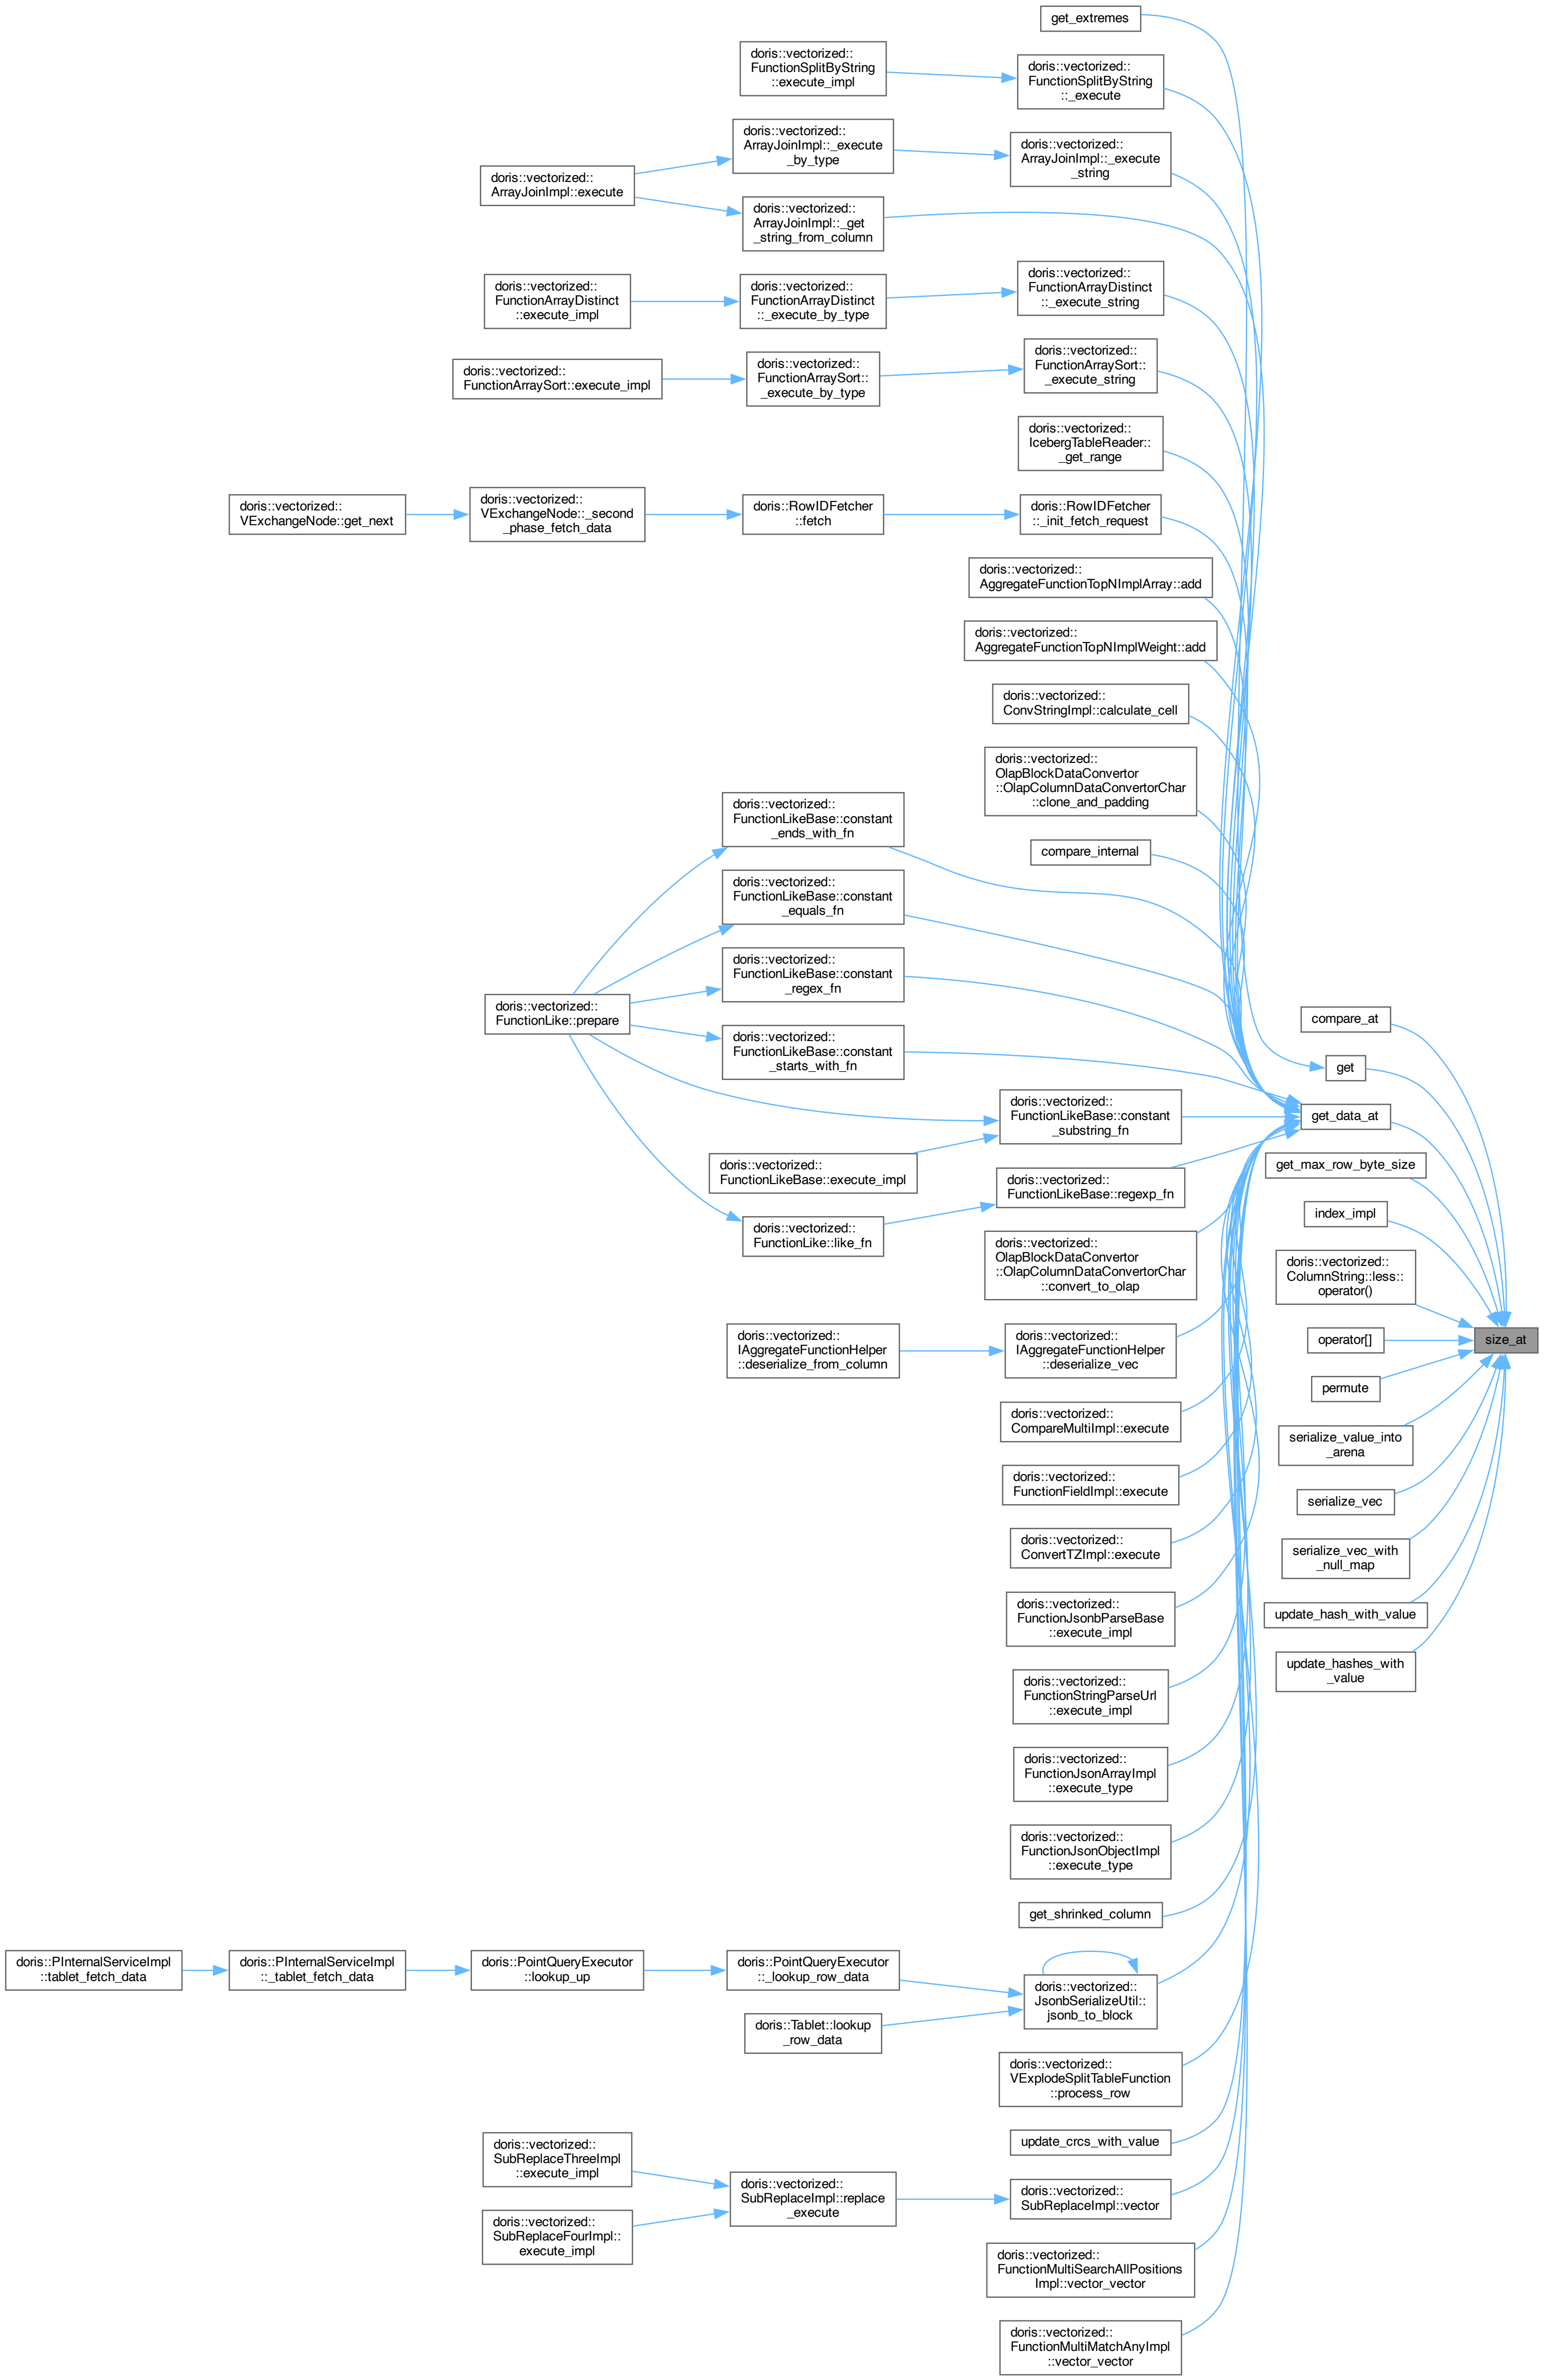 get_extremes
doris::vectorized::
FunctionSplitByString
::execute_impl
doris::vectorized::
FunctionSplitByString
::_execute
doris::vectorized::
ArrayJoinImpl::execute
doris::vectorized::
ArrayJoinImpl::_execute
_by_type
doris::vectorized::
ArrayJoinImpl::_execute
_string
doris::vectorized::
ArrayJoinImpl::_get
_string_from_column
doris::vectorized::
FunctionArrayDistinct
::execute_impl
doris::vectorized::
FunctionArrayDistinct
::_execute_by_type
doris::vectorized::
FunctionArrayDistinct
::_execute_string
doris::vectorized::
FunctionArraySort::execute_impl
doris::vectorized::
FunctionArraySort::
_execute_by_type
doris::vectorized::
FunctionArraySort::
_execute_string
doris::vectorized::
IcebergTableReader::
_get_range
doris::vectorized::
VExchangeNode::get_next
doris::vectorized::
VExchangeNode::_second
_phase_fetch_data
doris::RowIDFetcher
::fetch
doris::RowIDFetcher
::_init_fetch_request
doris::vectorized::
AggregateFunctionTopNImplArray::add
doris::vectorized::
AggregateFunctionTopNImplWeight::add
doris::vectorized::
ConvStringImpl::calculate_cell
doris::vectorized::
OlapBlockDataConvertor
::OlapColumnDataConvertorChar
::clone_and_padding
doris::vectorized::
FunctionLikeBase::constant
_ends_with_fn
compare_internal
doris::vectorized::
FunctionLikeBase::constant
_equals_fn
doris::vectorized::
FunctionLikeBase::constant
_regex_fn
doris::vectorized::
FunctionLike::prepare
doris::vectorized::
FunctionLikeBase::constant
_starts_with_fn
doris::vectorized::
FunctionLikeBase::constant
_substring_fn
doris::vectorized::
FunctionLikeBase::execute_impl
doris::vectorized::
FunctionLikeBase::regexp_fn
doris::vectorized::
FunctionLike::like_fn
doris::vectorized::
OlapBlockDataConvertor
::OlapColumnDataConvertorChar
::convert_to_olap
doris::vectorized::
IAggregateFunctionHelper
::deserialize_from_column
doris::vectorized::
IAggregateFunctionHelper
::deserialize_vec
doris::vectorized::
CompareMultiImpl::execute
doris::vectorized::
FunctionFieldImpl::execute
doris::vectorized::
ConvertTZImpl::execute
doris::vectorized::
FunctionJsonbParseBase
::execute_impl
doris::vectorized::
FunctionStringParseUrl
::execute_impl
doris::vectorized::
FunctionJsonArrayImpl
::execute_type
doris::vectorized::
FunctionJsonObjectImpl
::execute_type
get_shrinked_column
doris::PInternalServiceImpl
::tablet_fetch_data
doris::PInternalServiceImpl
::_tablet_fetch_data
doris::PointQueryExecutor
::lookup_up
doris::PointQueryExecutor
::_lookup_row_data
doris::vectorized::
JsonbSerializeUtil::
jsonb_to_block
doris::Tablet::lookup
_row_data
doris::vectorized::
VExplodeSplitTableFunction
::process_row
update_crcs_with_value
doris::vectorized::
SubReplaceThreeImpl
::execute_impl
doris::vectorized::
SubReplaceImpl::replace
_execute
doris::vectorized::
SubReplaceImpl::vector
doris::vectorized::
SubReplaceFourImpl::
execute_impl
doris::vectorized::
FunctionMultiSearchAllPositions
Impl::vector_vector
doris::vectorized::
FunctionMultiMatchAnyImpl
::vector_vector
compare_at
get
get_data_at
get_max_row_byte_size
index_impl
doris::vectorized::
ColumnString::less::
operator()
operator[]
permute
serialize_value_into
_arena
serialize_vec
serialize_vec_with
_null_map
update_hash_with_value
update_hashes_with
_value
size_at